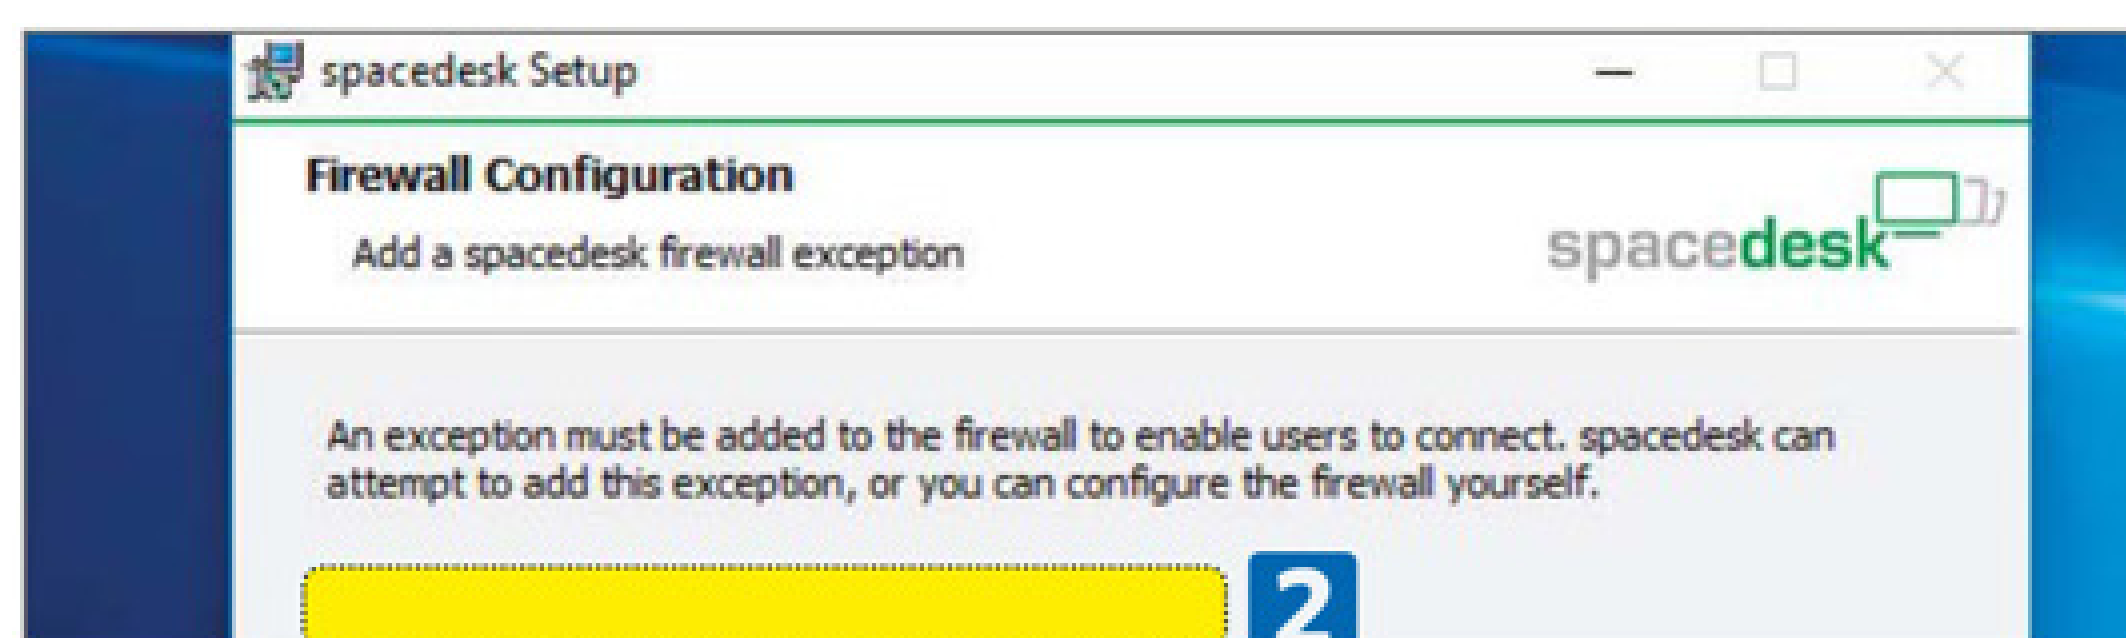 spacedesk Setup
Firewall Configuration
Add a spacedesk firewall exception
spacedesk
An exception must be added to the firewall to enable users to connect. spacedesk can
attempt to add this exception, or you can configure the firewall yourself.
2